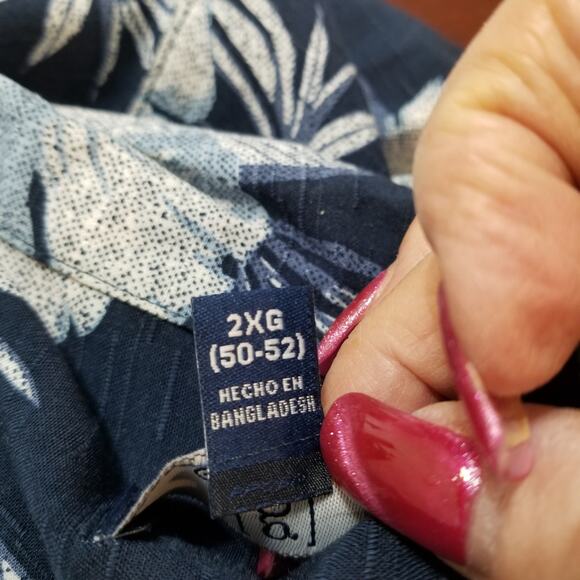 2XG
(50-52)
HECHO EN
BANGLADESH